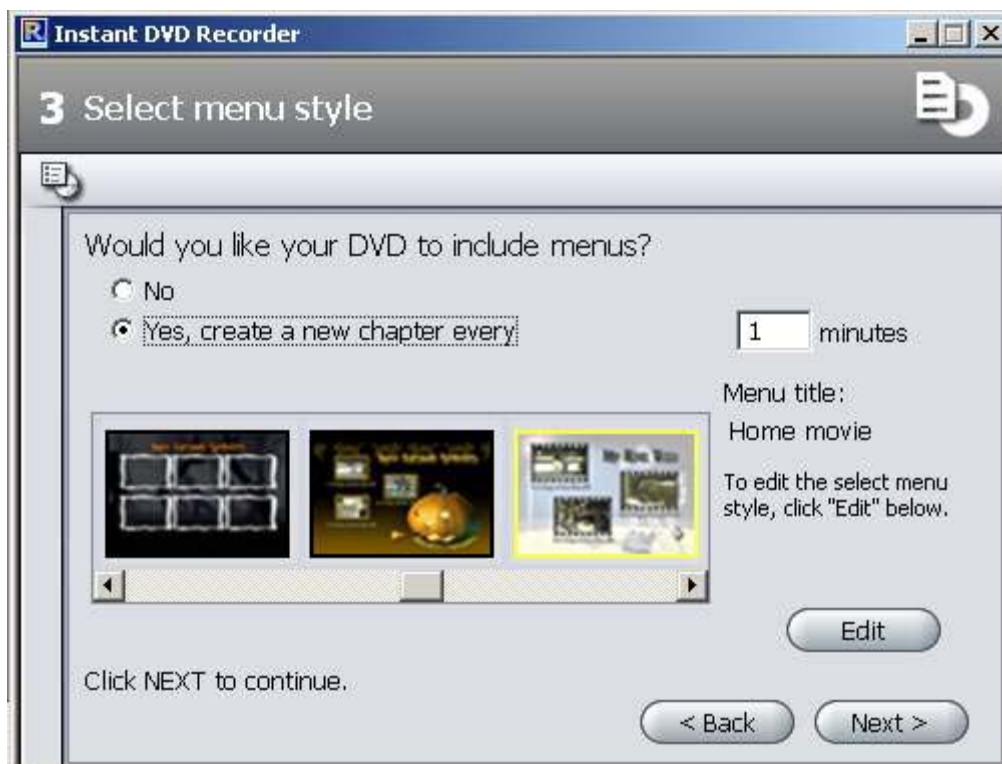 Instant DVD Recorder
3 Select menu style
Would you like your DVD to include menus?
No
Yes, create a new chapter every 1 minutes
Menu title:
Home movie
To edit the select menu
style, click "Edit" below.
Edit
Click NEXT to continue.
< Back Next >